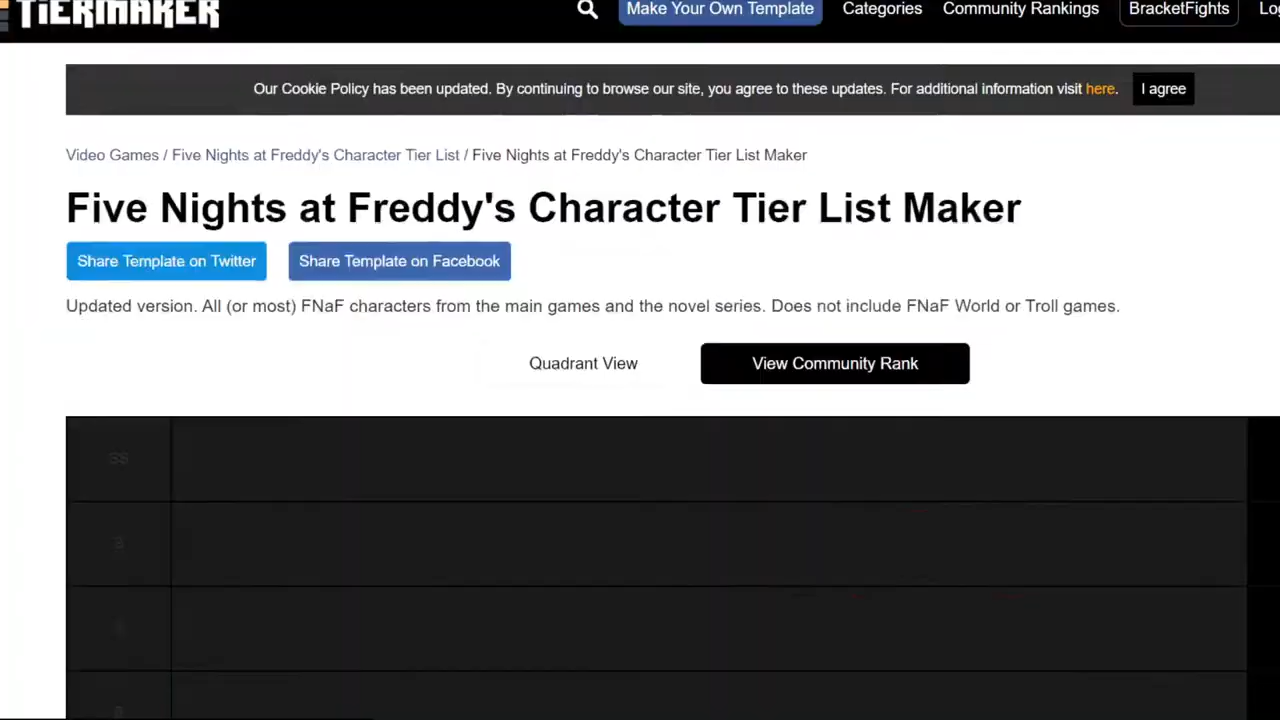 TiERMAKER
Make Your Own Template
Categories
Community Rankings
BracketFights
Our Cookie Policy has been updated. By continuing to browse our site, you agree to these updates. For additional information visit here.
I agree
Video Games / Five Nights at Freddy's Character Tier List / Five Nights at Freddy's Character Tier List Maker
Five Nights at Freddy's Character Tier List Maker
Share Template on Twitter
Share Template on Facebook
Updated version. All (or most) FNaF characters from the main games and the novel series. Does not include FNaF World or Troll games.
Quadrant View
View Community Rank
SS